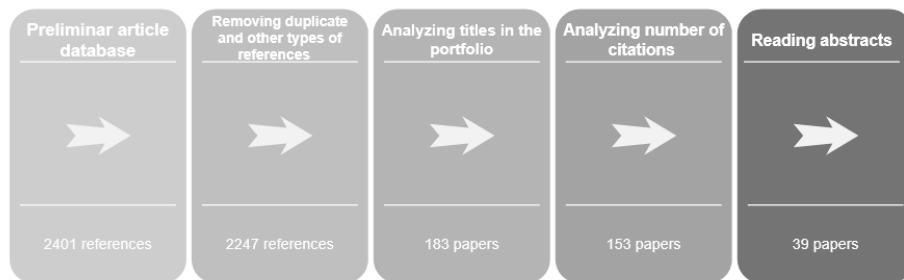 Preliminar article
database
2401 references
Removing duplicate
and other types of
references
2247 references
Analyzing titles in the
portfolio
183 papers
Analyzing number of
citations
153 papers
Reading abstracts
39 papers